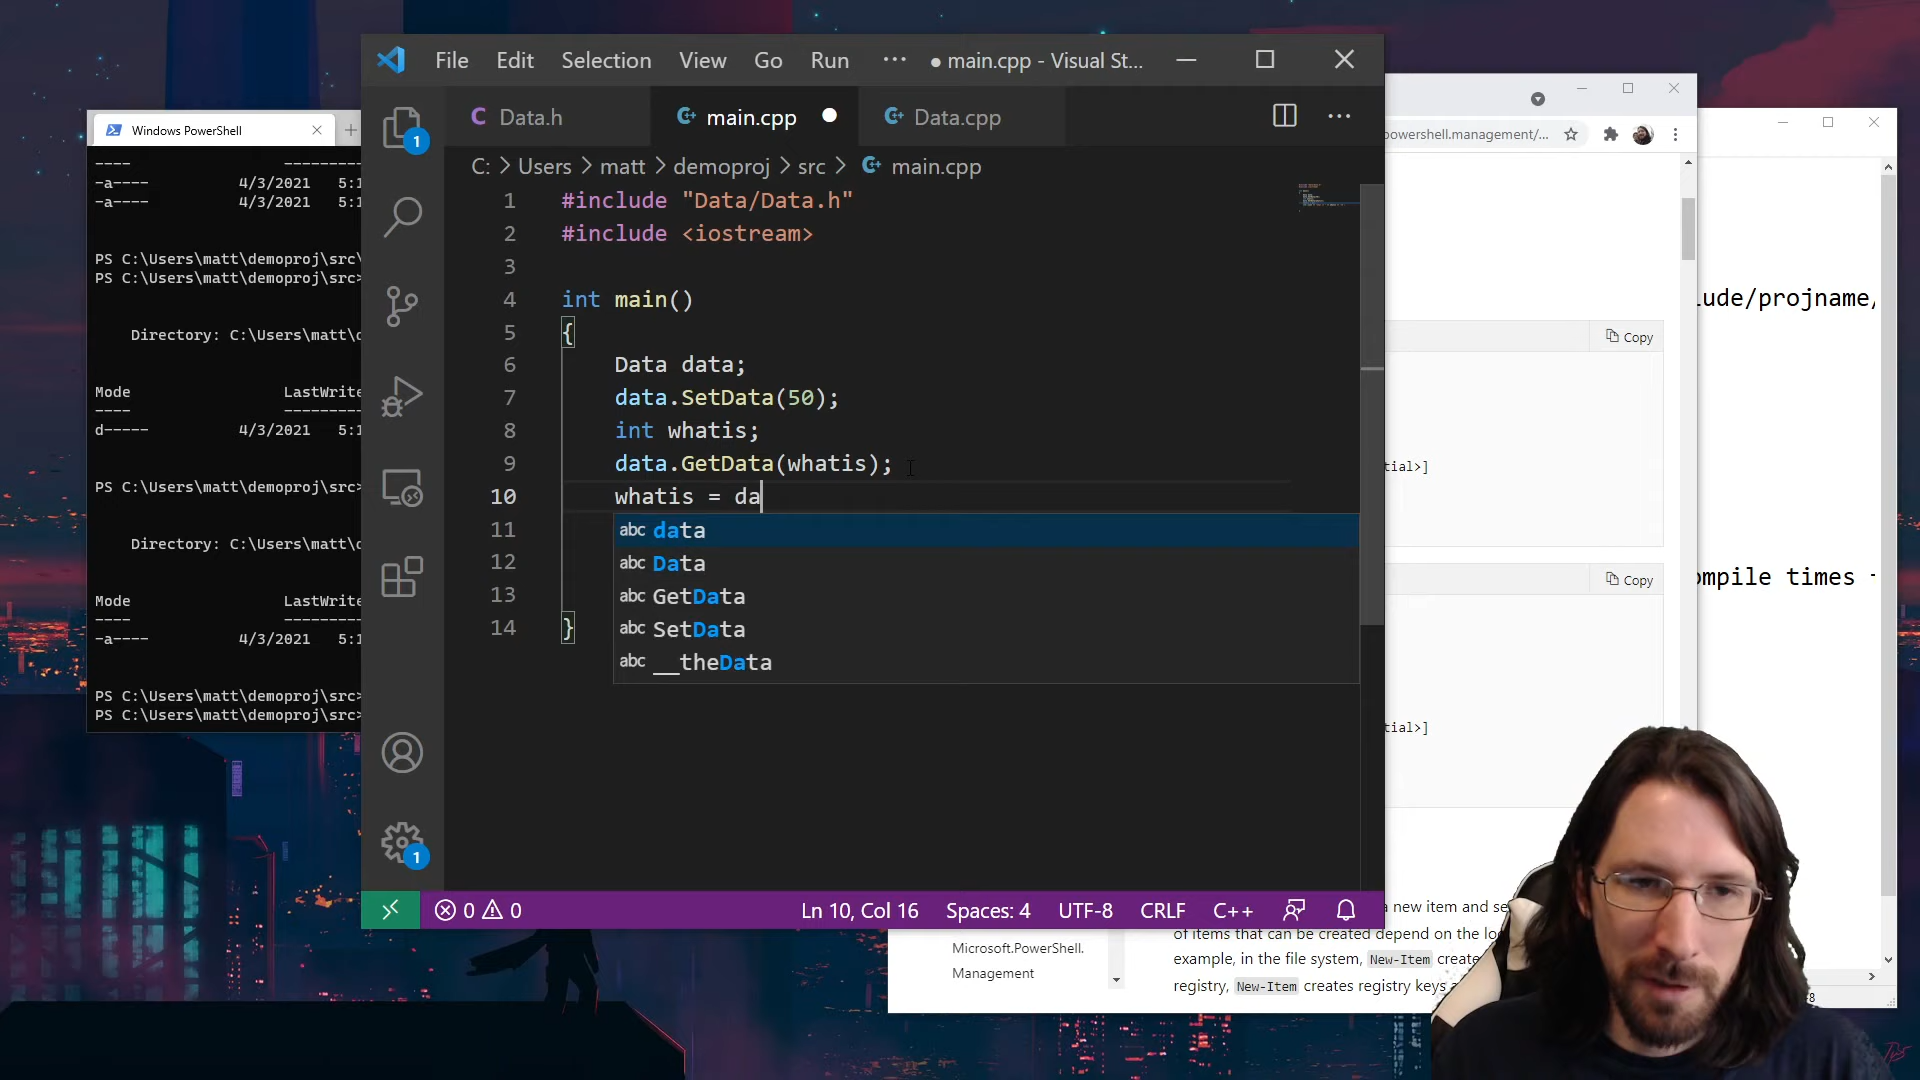 File Edit Selection View Go Run ··· ● main.cpp - Visual St...
Data.h main.cpp Data.cpp
C: > Users > matt > demoproj > src > main.cpp
1 #include "Data/Data.h"
2 #include <iostream>
3
4 int main()
5 {
6 Data data;
7 data.SetData(50);
8 int whatis;
9 data.GetData(whatis);
10 whatis = da
11
12
13
14 }
abc data
abc Data
abc GetData
abc SetData
abc __theData
1
1
0 0 Ln 10, Col 16 Spaces: 4 UTF-8 CRLF C++
Windows PowerShell
---- ---------
-a---- 4/3/2021 5:1
-a---- 4/3/2021 5:1
PS C:\Users\matt\demoproj\src\
PS C:\Users\matt\demoproj\src>
Directory: C:\Users\matt\d
Mode LastWrite
---- ---------
d----- 4/3/2021 5:1
PS C:\Users\matt\demoproj\src>
Directory: C:\Users\matt\d
Mode LastWrite
---- ---------
-a---- 4/3/2021 5:1
PS C:\Users\matt\demoproj\src>
PS C:\Users\matt\demoproj\src>
powershell.management/...
Copy
tial>]
Copy
tial>]
a new item and se
of items that can be created depend on the lo
example, in the file system, New-Item create
registry, New-Item creates registry keys
Microsoft.PowerShell.
Management
lude/projname/
ompile times